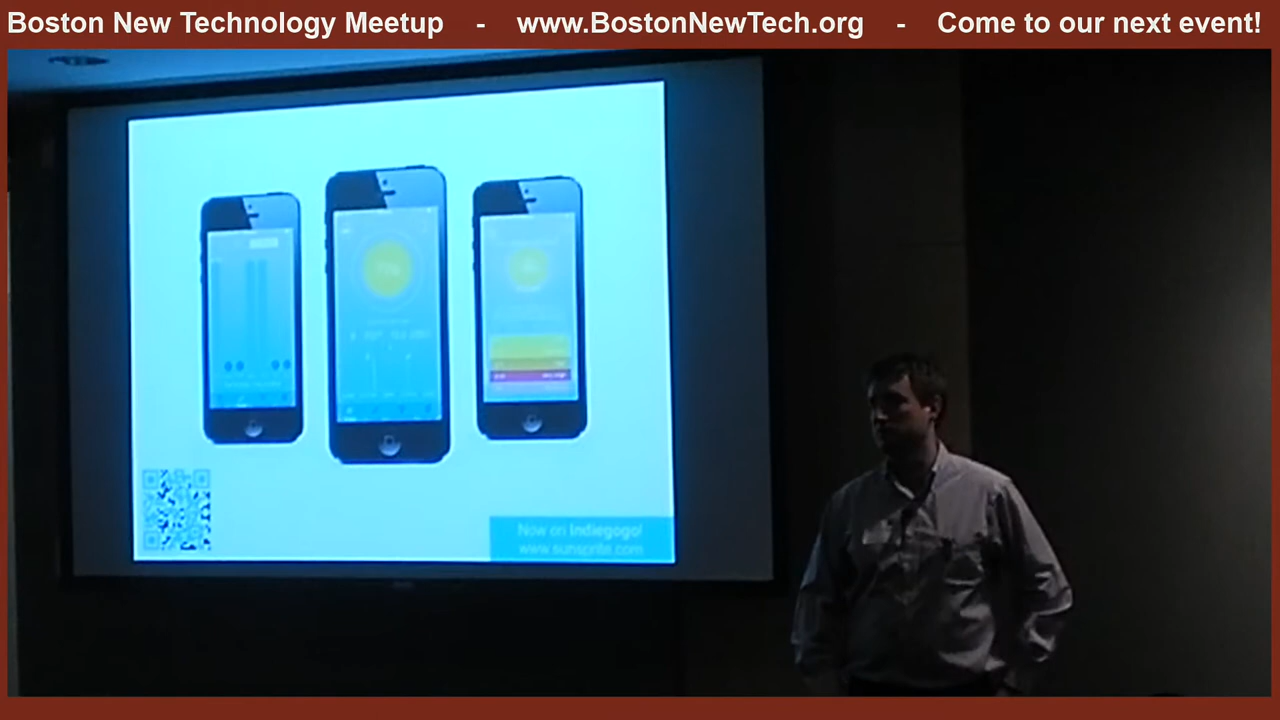 Boston New Technology Meetup - www.BostonNewTech.org - Come to our next event!
Now on Indiegogo!
www.sunsprite.com